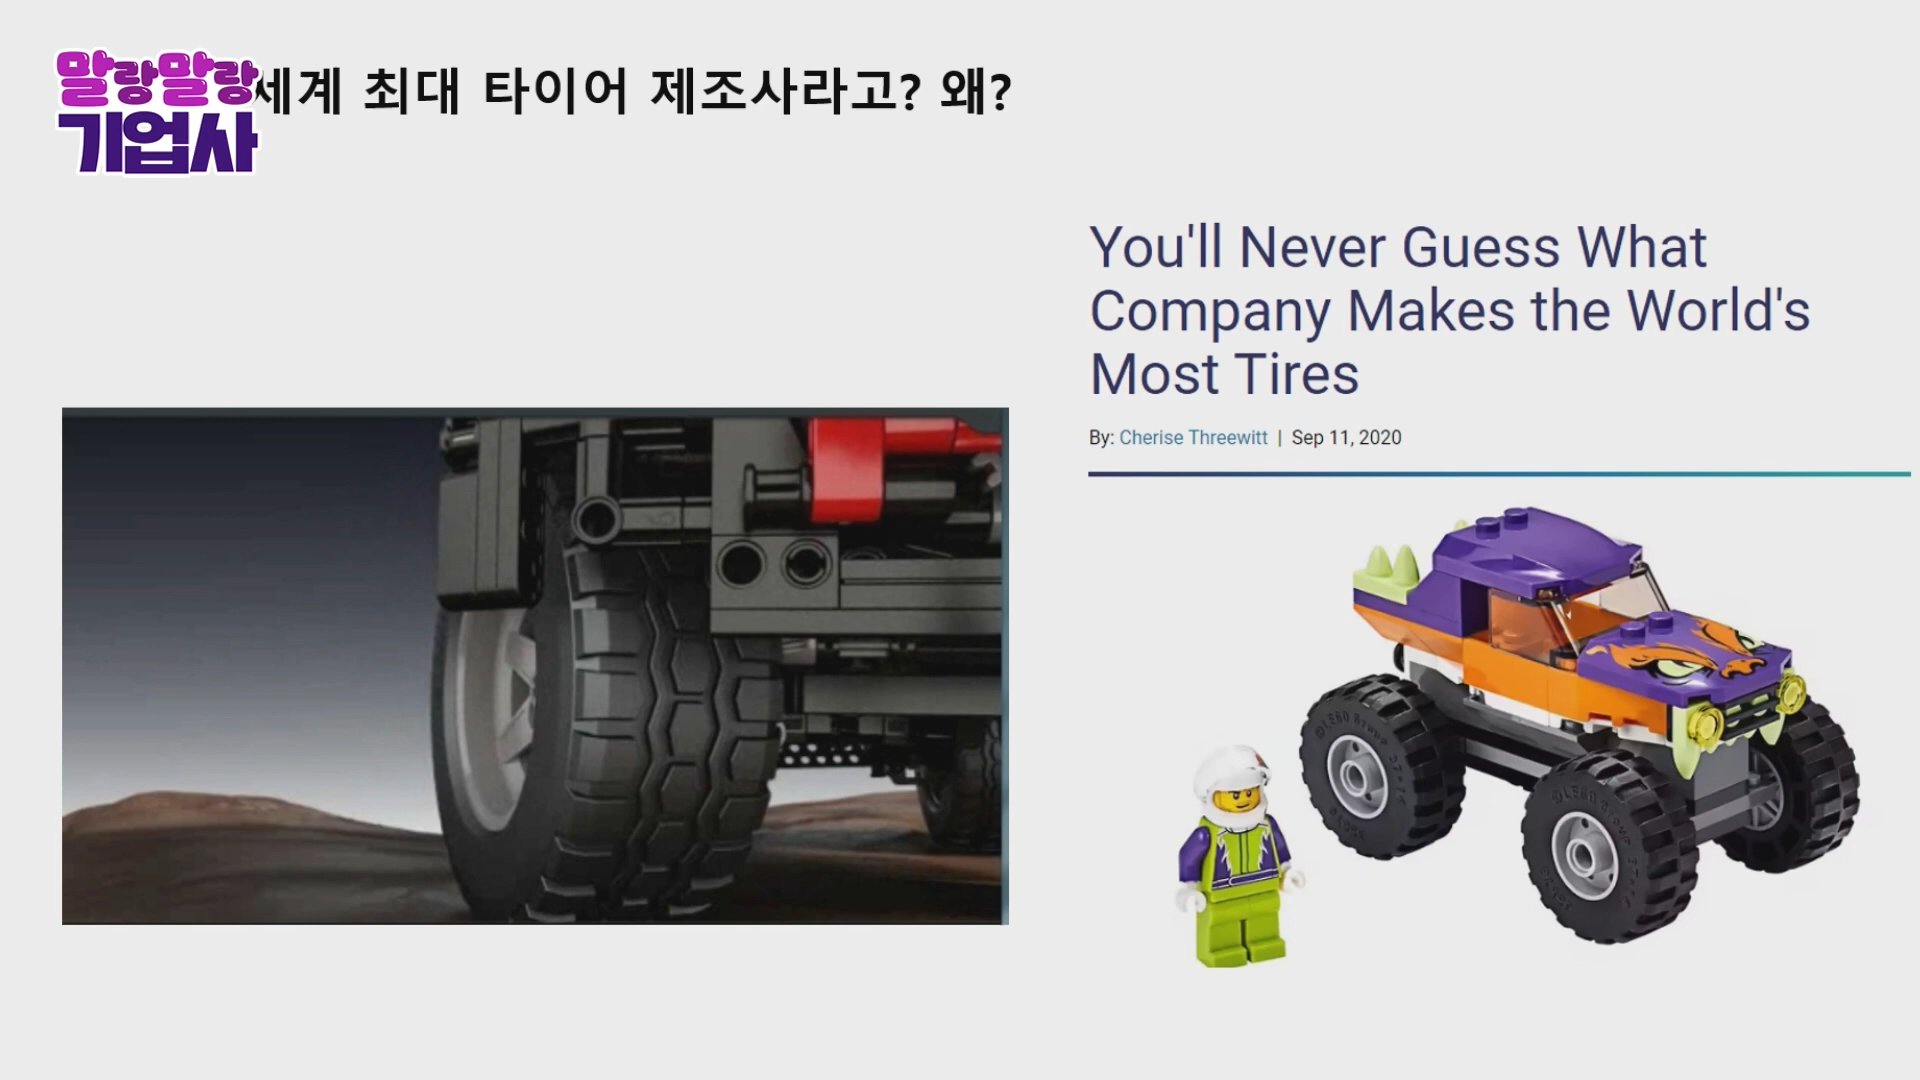 말랑말랑
기업사
세계 최대 타이어 제조사라고? 왜?
You'll Never Guess What
Company Makes the World's
Most Tires
By: Cherise Threewitt | Sep 11, 2020